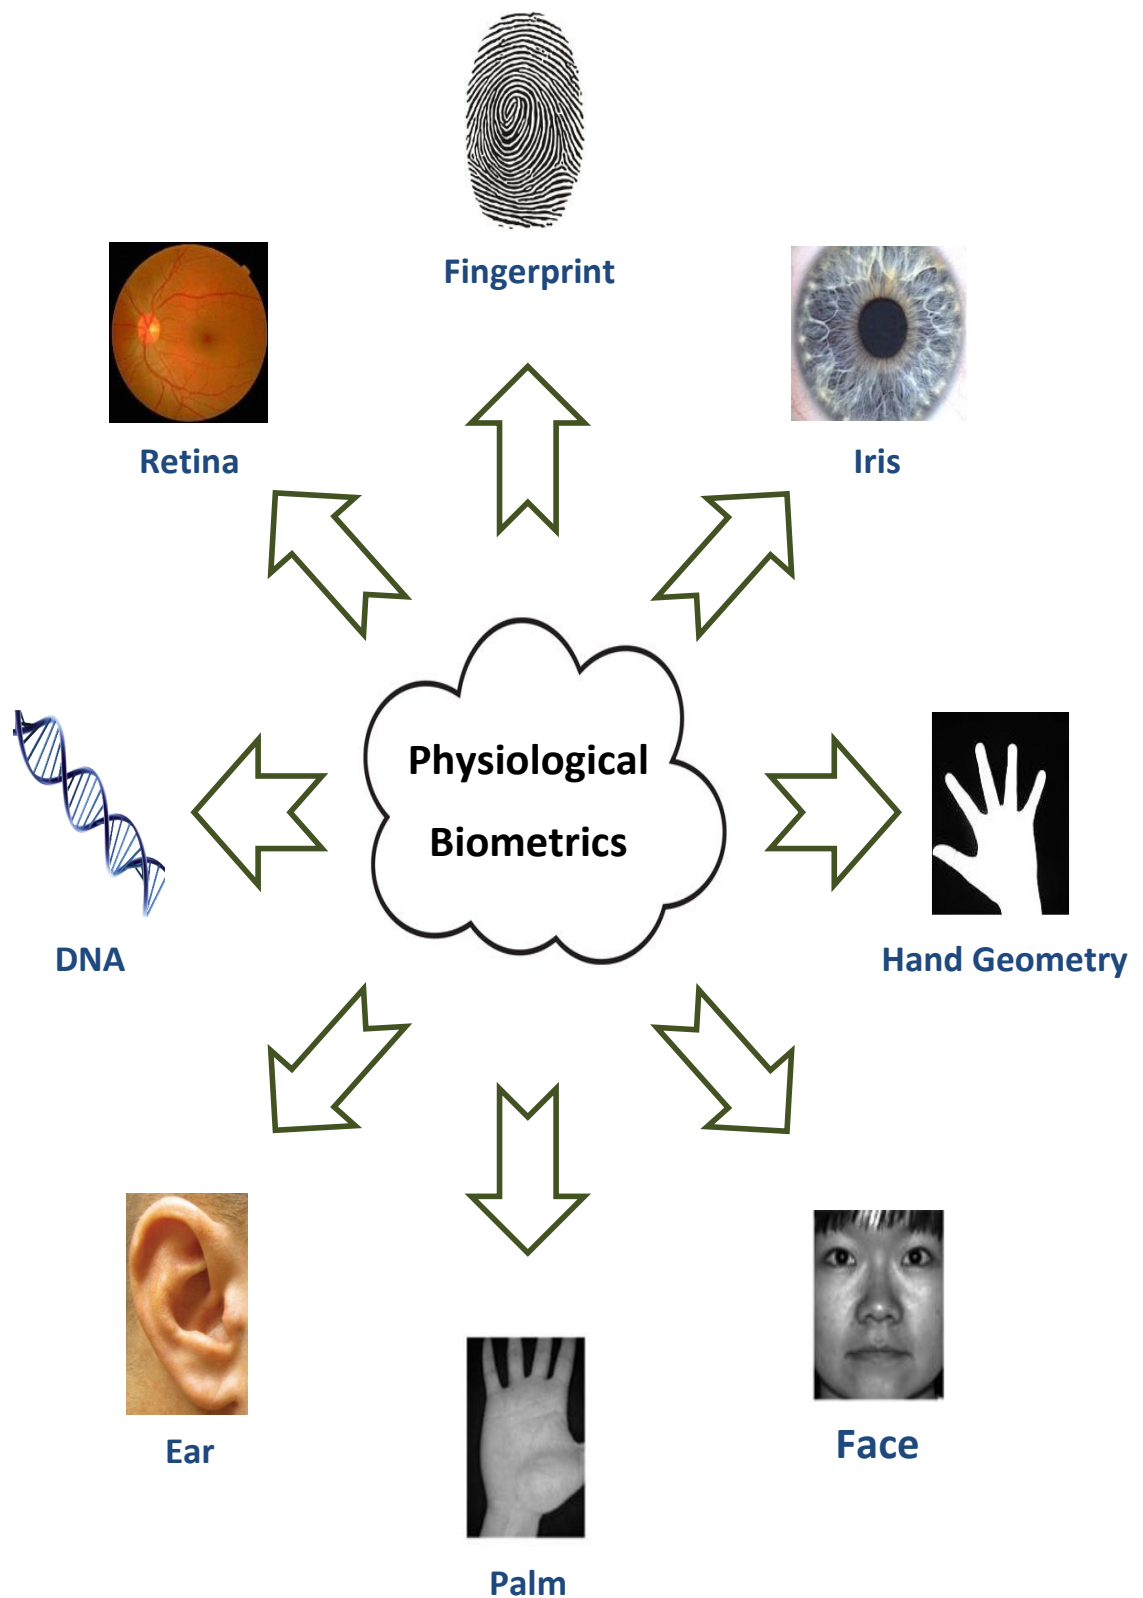 Fingerprint
Retina
Iris
Physiological
Biometrics
DNA
Hand Geometry
Ear
Face
Palm